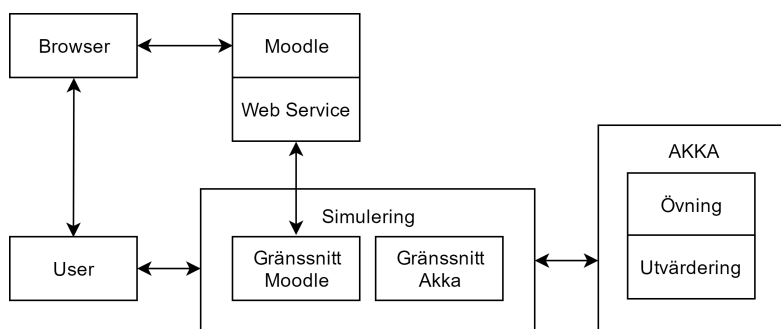 Browser
Moodle
Web Service
AKKA
Övning
Utvärdering
Simulering
User
Gränssnitt
Moodle
Gränssnitt
Akka